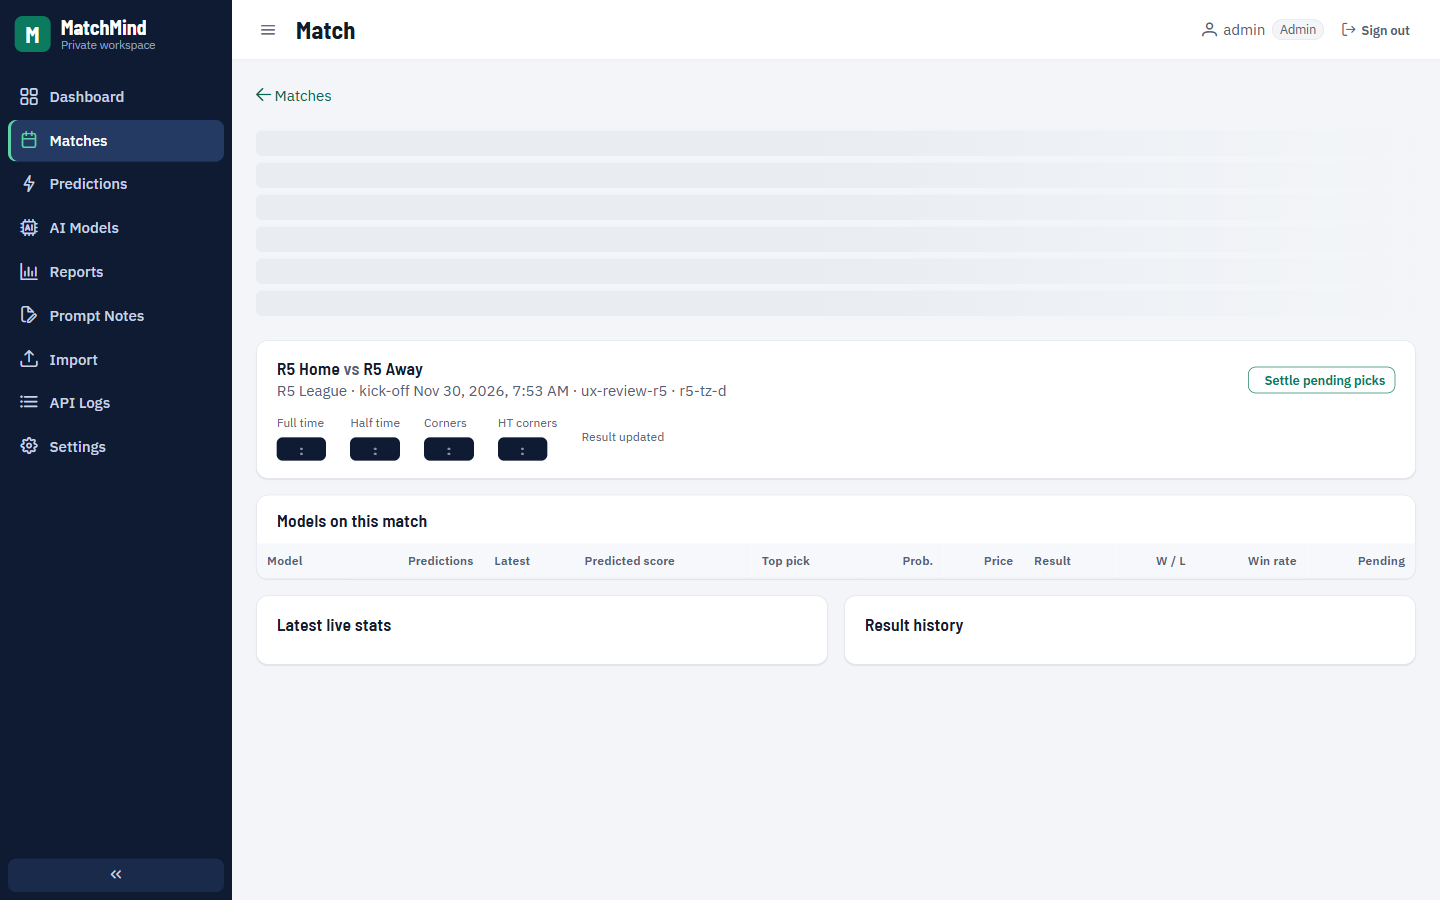 M
MatchMind
Private workspace
Dashboard
Matches
Predictions
AI Models
Reports
Prompt Notes
Import
API Logs
Settings
Match
admin Admin Sign out
Matches
R5 Home vs R5 Away
R5 League · kick-off Nov 30, 2026, 7:53 AM · ux-review-r5 · r5-tz-d
Settle pending picks
Full time Half time Corners HT corners
: : : :
Result updated
Models on this match
Model Predictions Latest Predicted score Top pick Prob. Price Result W / L Win rate Pending
Latest live stats
Result history